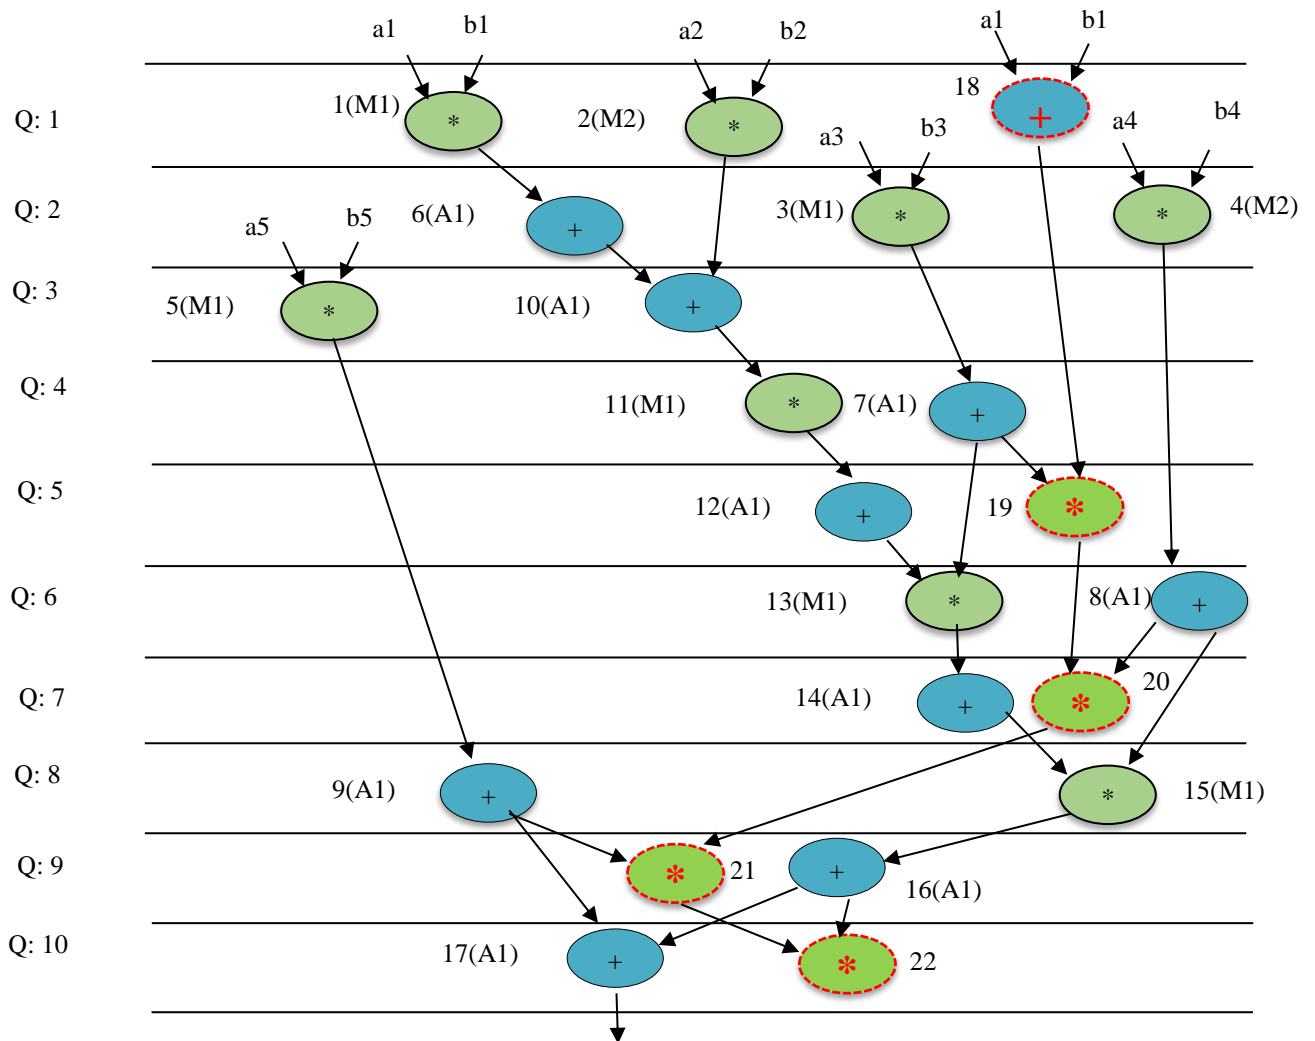 a1 b1 a2 b2 a1 b1
Q: 1 1(M1) * 2(M2) * 18 + a3 b3 a4 b4
Q: 2 a5 b5 6(A1) + 3(M1) * * 4(M2)
Q: 3 5(M1) * 10(A1) +
Q: 4 11(M1) * 7(A1) +
Q: 5 12(A1) + 19 *
Q: 6 13(M1) * 8(A1) +
Q: 7 14(A1) + * 20
Q: 8 9(A1) + * 15(M1)
Q: 9 * 21 + 16(A1)
Q: 10 17(A1) + * 22